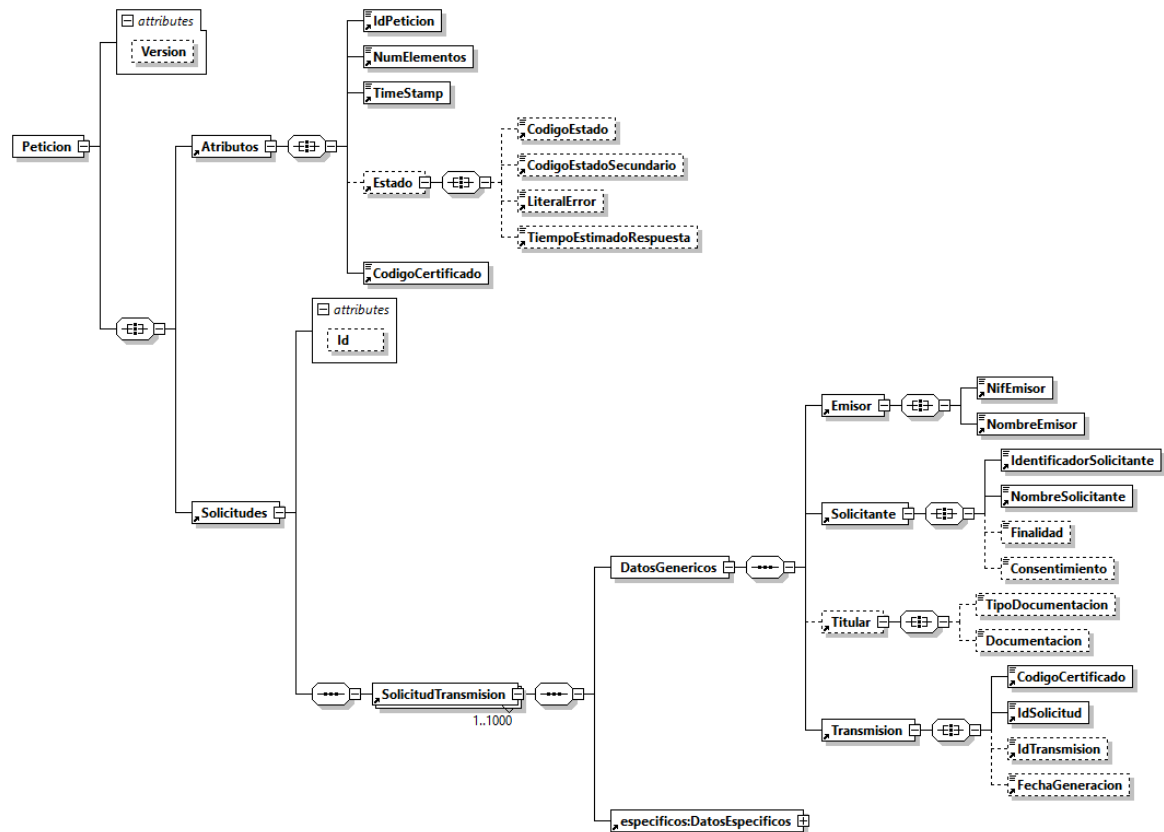 attributes
Version
IdPeticion
NumElementos
TimeStamp
Peticion
Atributos
CodigoEstado
CodigoEstadoSecundario
Estado
LiteralError
TiempoEstimadoRespuesta
CodigoCertificado
attributes
Id
NifEmisor
Emisor
NombreEmisor
IdentificadorSolicitante
NombreSolicitante
Solicitudes
Solicitante
Finalidad
DatosGenericos
Consentimiento
TipoDocumentacion
Titular
Documentacion
CodigoCertificado
SolicitudTransmision
1..1000
IdSolicitud
Transmision
IdTransmision
FechaGeneracion
especificos:DatosEspecificos